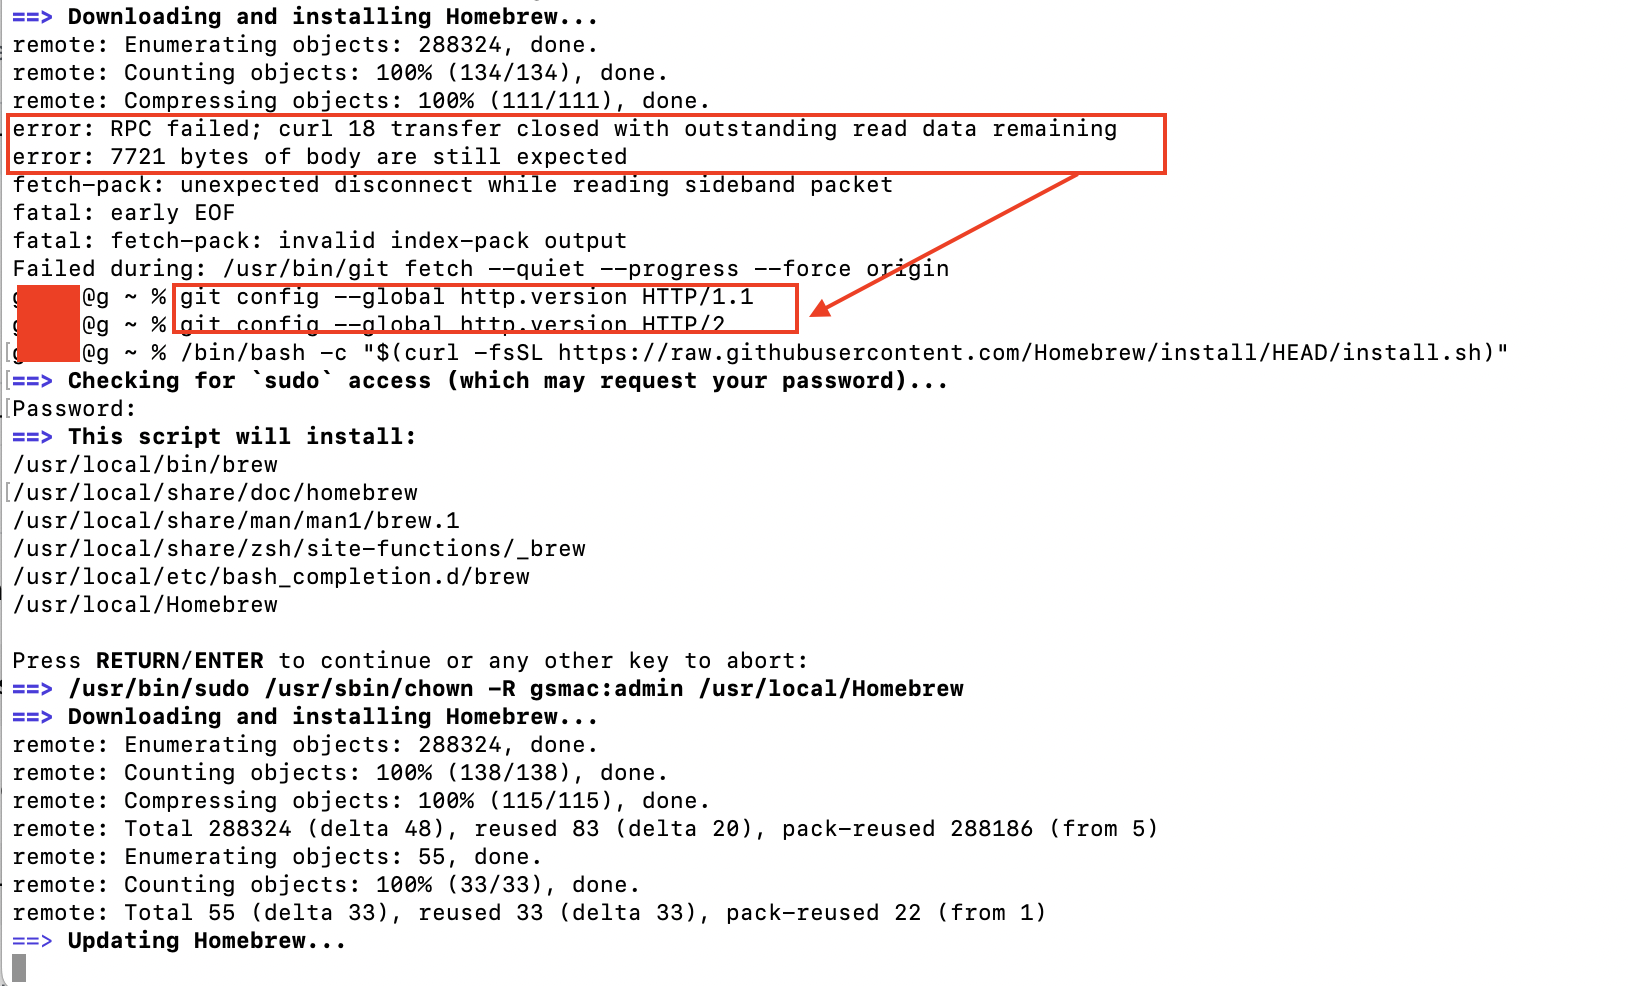 ==> Downloading and installing Homebrew...
remote: Enumerating objects: 288324, done.
remote: Counting objects: 100% (134/134), done.
remote: Compressing objects: 100% (111/111), done.
error: RPC failed; curl 18 transfer closed with outstanding read data remaining
error: 7721 bytes of body are still expected
fetch-pack: unexpected disconnect while reading sideband packet
fatal: early EOF
fatal: fetch-pack: invalid index-pack output
Failed during: /usr/bin/git fetch --quiet --progress --force origin
@g ~ % git config --global http.version HTTP/1.1
@g ~ % git config --global http.version HTTP/2
@g ~ % /bin/bash -c "$(curl -fsSL https://raw.githubusercontent.com/Homebrew/install/HEAD/install.sh)"
==> Checking for `sudo` access (which may request your password)...
Password:
==> This script will install:
/usr/local/bin/brew
/usr/local/share/doc/homebrew
/usr/local/share/man/man1/brew.1
/usr/local/share/zsh/site-functions/_brew
/usr/local/etc/bash_completion.d/brew
/usr/local/Homebrew
Press RETURN/ENTER to continue or any other key to abort:
==> /usr/bin/sudo /usr/sbin/chown -R gsmac:admin /usr/local/Homebrew
==> Downloading and installing Homebrew...
remote: Enumerating objects: 288324, done.
remote: Counting objects: 100% (138/138), done.
remote: Compressing objects: 100% (115/115), done.
remote: Total 288324 (delta 48), reused 83 (delta 20), pack-reused 288186 (from 5)
remote: Enumerating objects: 55, done.
remote: Counting objects: 100% (33/33), done.
remote: Total 55 (delta 33), reused 33 (delta 33), pack-reused 22 (from 1)
==> Updating Homebrew...